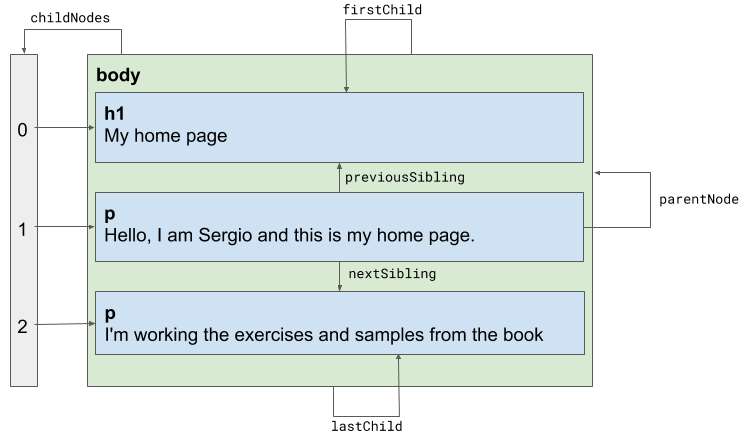 childNodes
firstChild
body
0
h1
My home page
previousSibling
parentNode
1
p
Hello, I am Sergio and this is my home page.
nextSibling
2
p
I'm working the exercises and samples from the book
lastChild